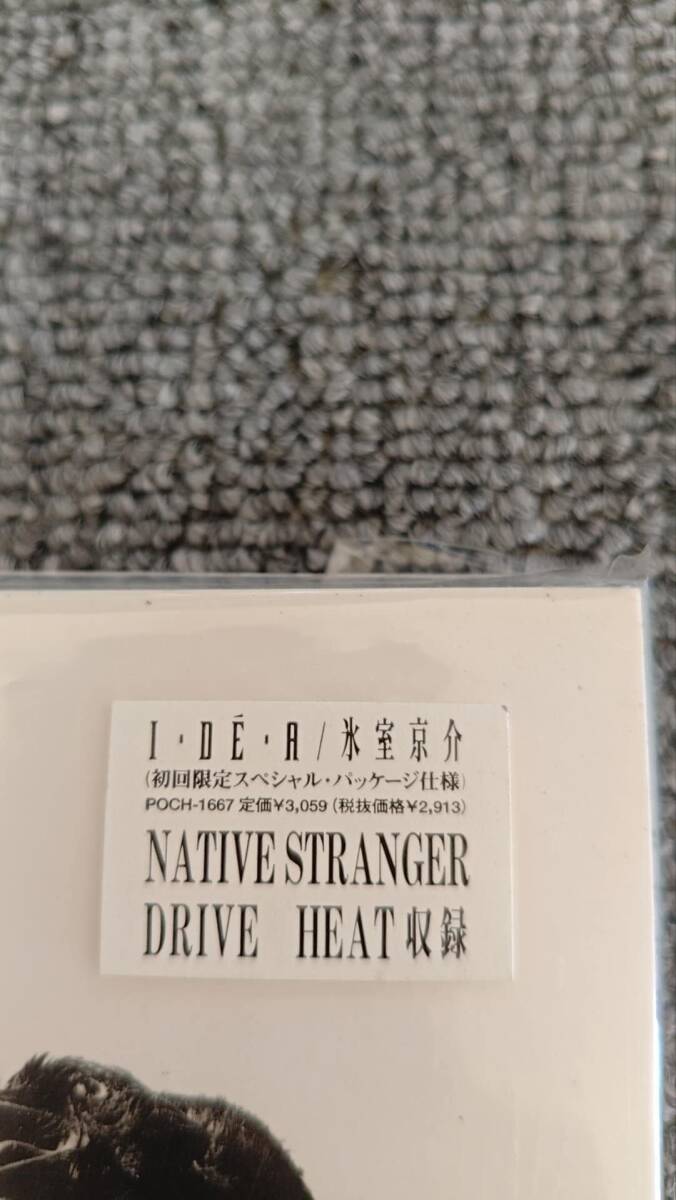 I・DÉ・A/氷室京介
(初回限定スペシャル・パッケージ仕様)
POCH-1667 定価¥3,059 (税抜価格¥2,913)
NATIVE STRANGER
DRIVE HEAT 収録